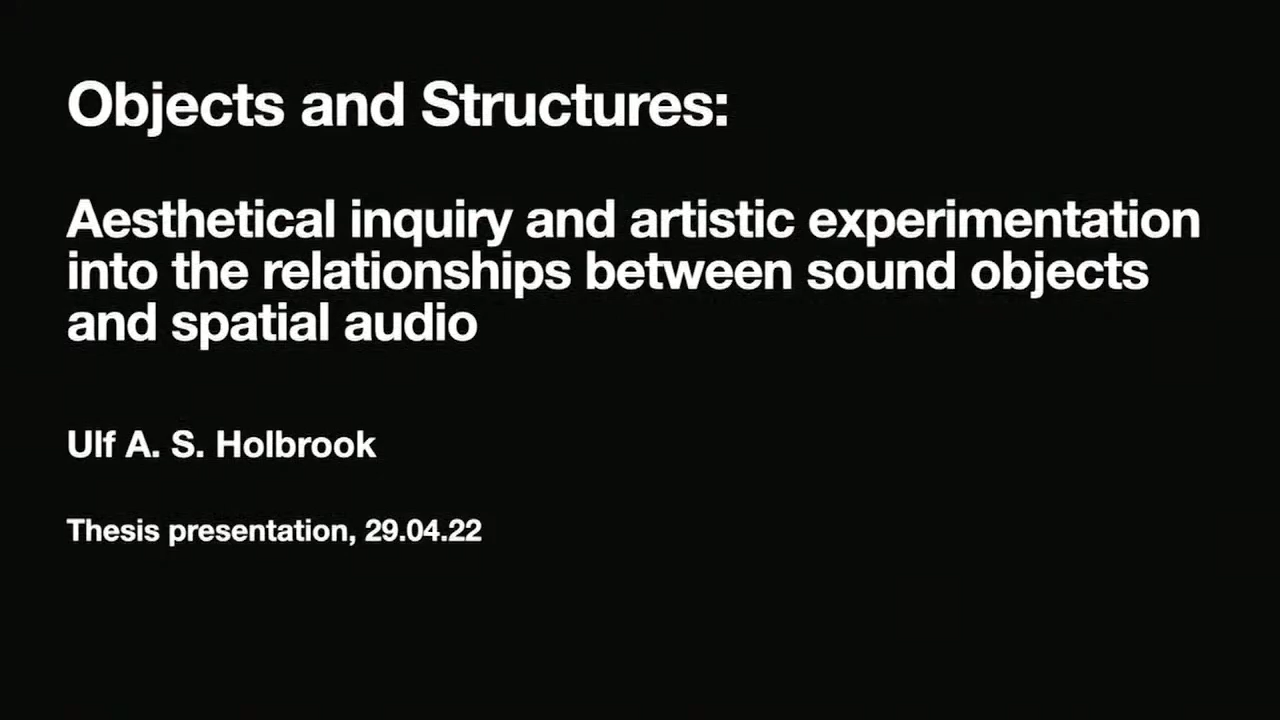 Objects and Structures:
Aesthetical inquiry and artistic experimentation
into the relationships between sound objects
and spatial audio
Ulf A. S. Holbrook
Thesis presentation, 29.04.22